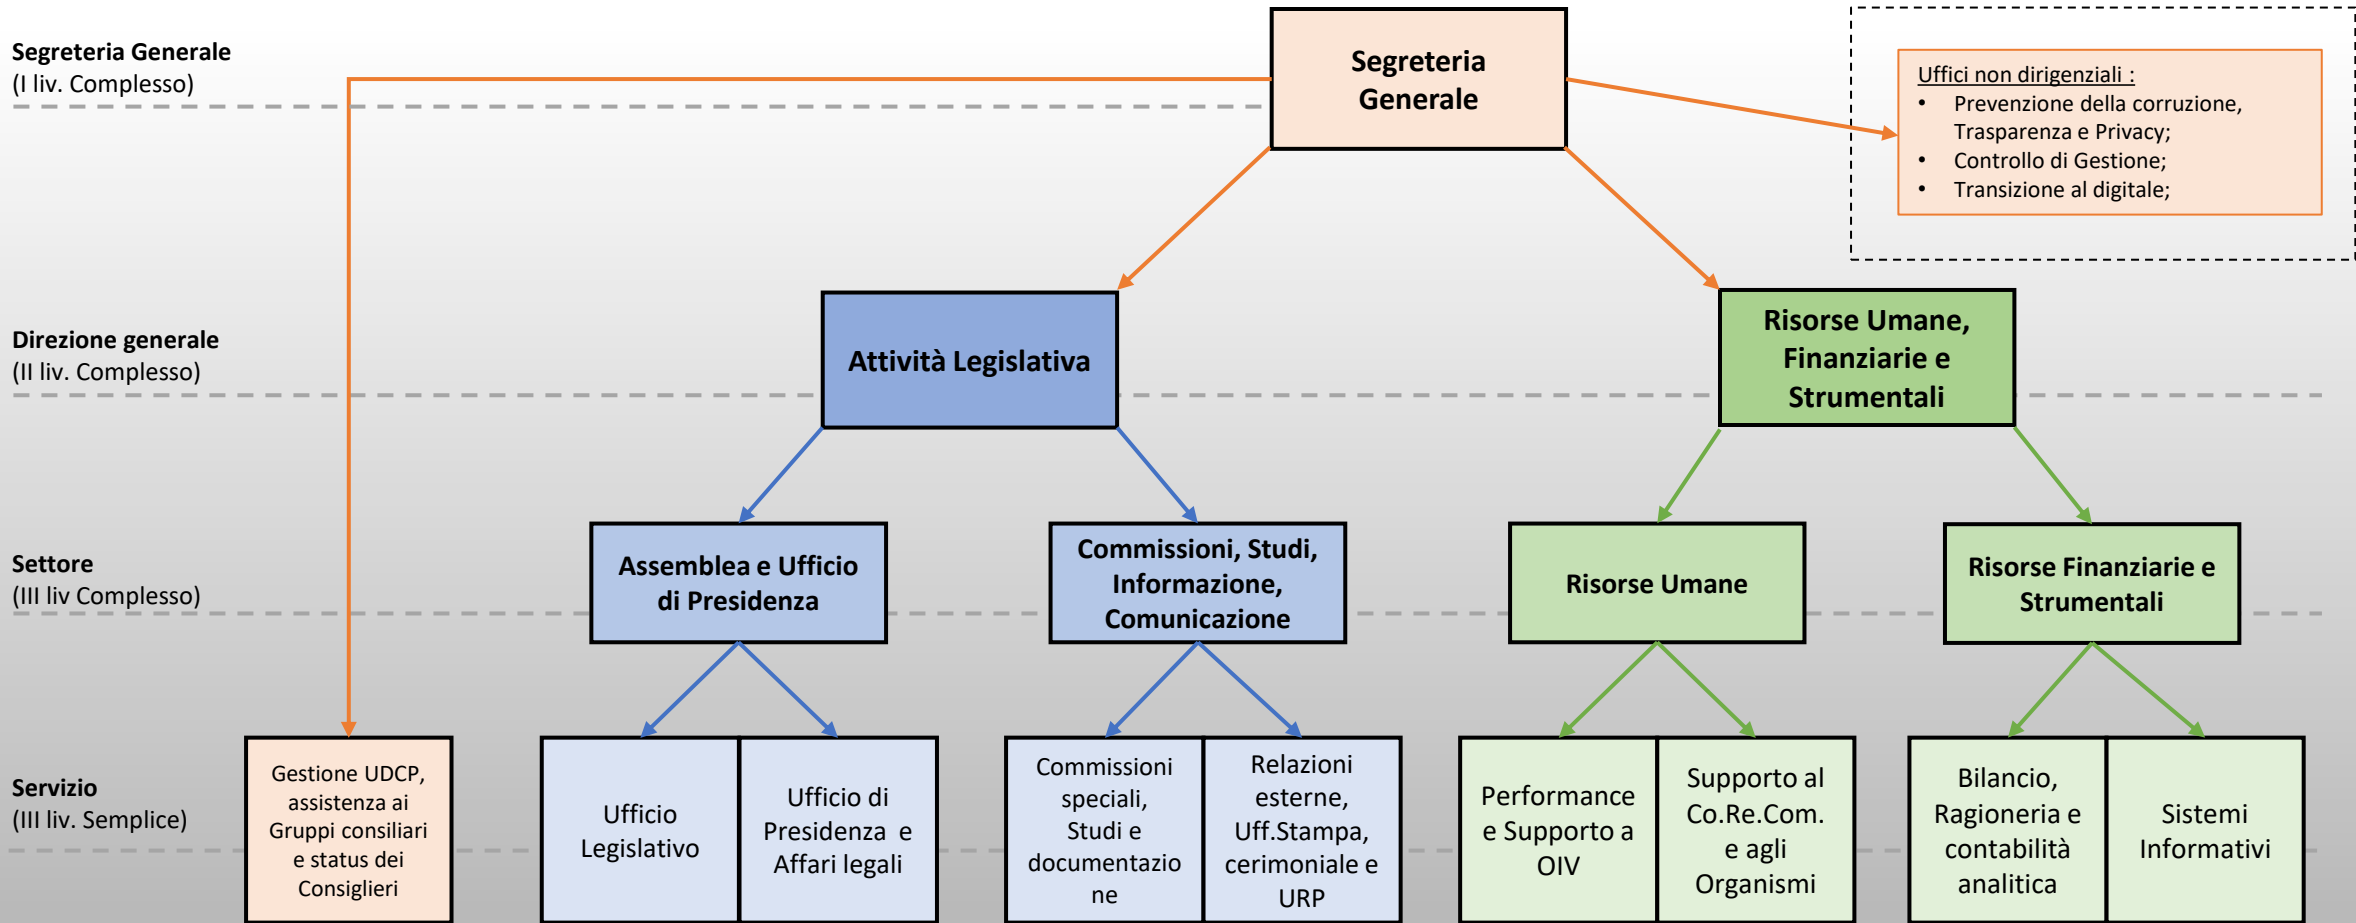 Segreteria Generale
(I liv. Complesso)
Segreteria
Generale
Uffici non dirigenziali :
• Prevenzione della corruzione,
Trasparenza e Privacy;
• Controllo di Gestione;
• Transizione al digitale;
Direzione generale
(II liv. Complesso)
Attività Legislativa
Risorse Umane,
Finanziarie e
Strumentali
Settore
(III liv Complesso)
Assemblea e Ufficio
di Presidenza
Commissioni, Studi,
Informazione,
Comunicazione
Risorse Umane
Risorse Finanziarie e
Strumentali
Servizio
(III liv. Semplice)
Gestione UDCP,
assistenza ai
Gruppi consiliari
e status dei
Consiglieri
Ufficio
Legislativo
Ufficio di
Presidenza e
Affari legali
Commissioni
speciali,
Studi e
documentazio
ne
Relazioni
esterne,
Uff.Stampa,
cerimoniale e
URP
Performance
e Supporto a
OIV
Supporto al
Co.Re.Com.
e agli
Organismi
Bilancio,
Ragioneria e
contabilità
analitica
Sistemi
Informativi